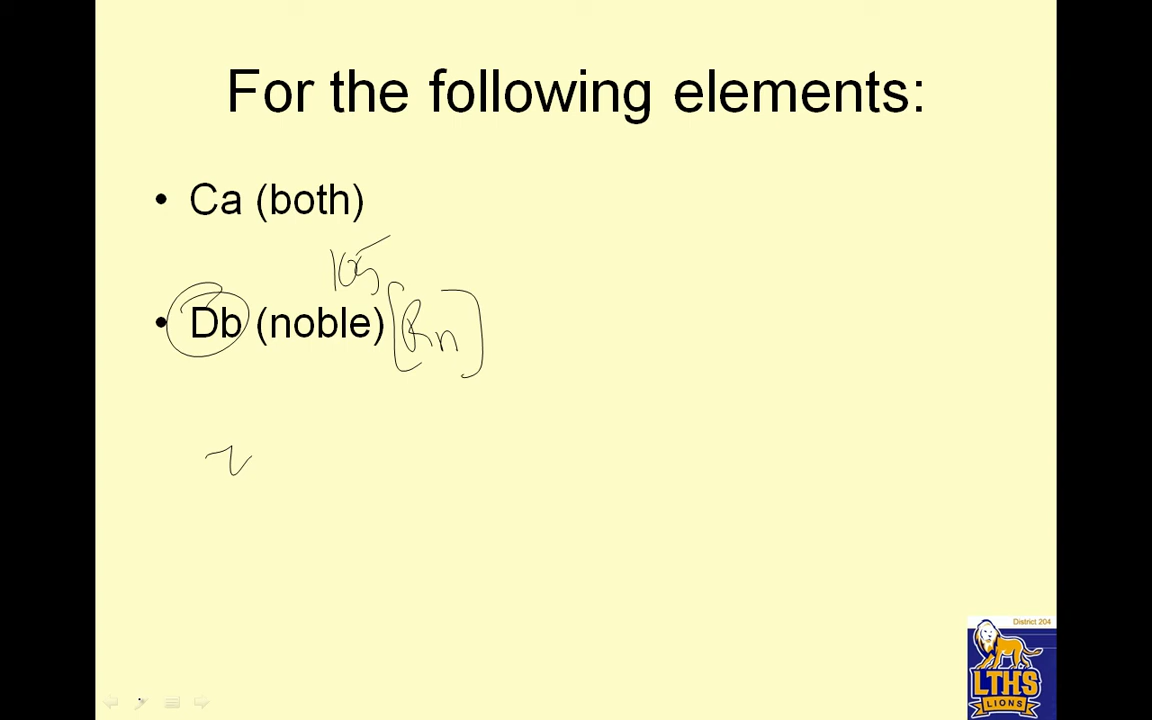 For the following elements:
• Ca (both)
105
• Db (noble) [Rn]
District 204
LTHS
LIONS